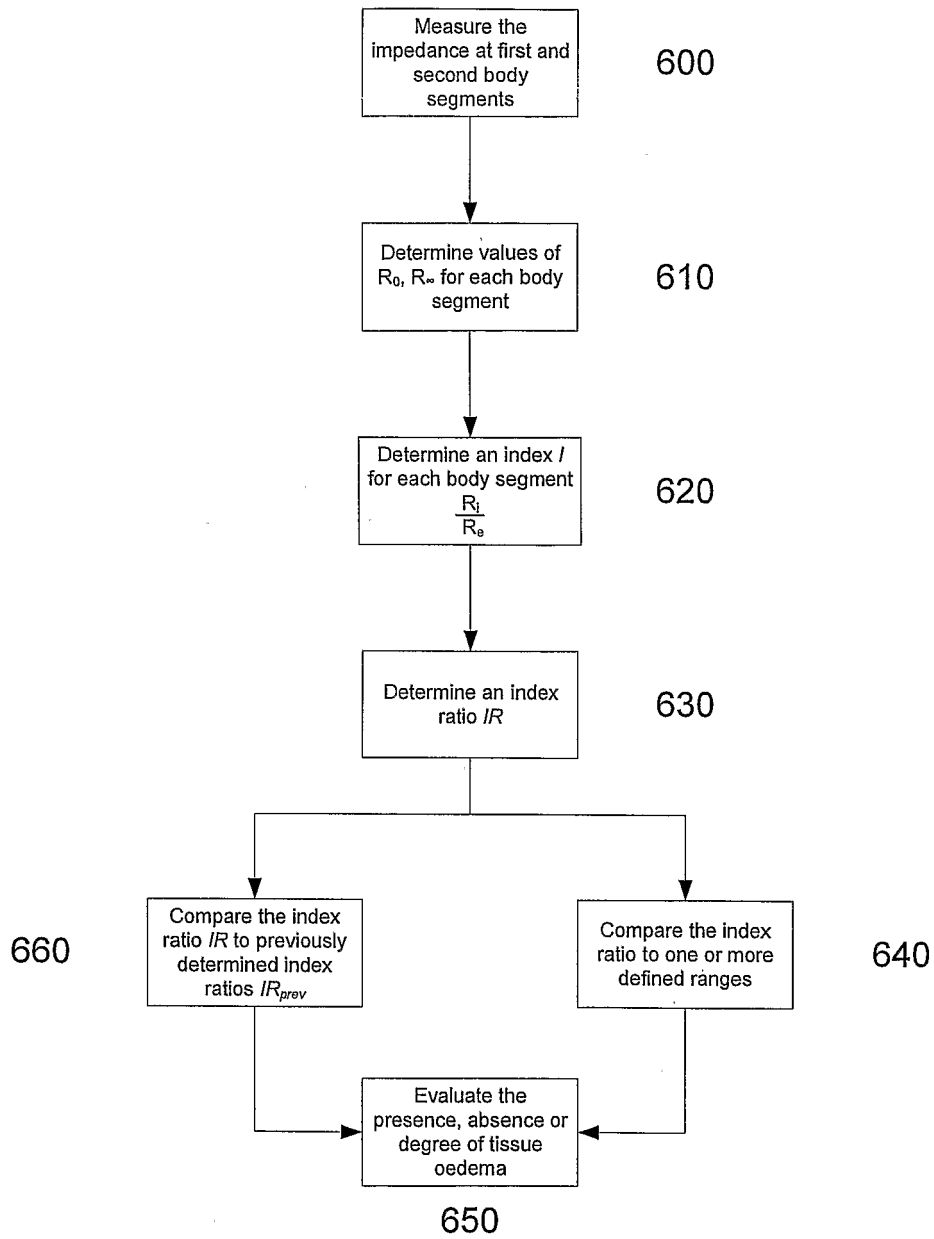 Measure the
impedance at first and
second body
segments
600
Determine values of
R₀, R∞ for each body
segment
610
Determine an index I
for each body segment
Rᵢ
Rₑ
620
Determine an index
ratio IR
630
Compare the index
ratio IR to previously
determined index
ratios IRprev
660
Compare the index
ratio to one or more
defined ranges
640
Evaluate the
presence, absence or
degree of tissue
oedema
650